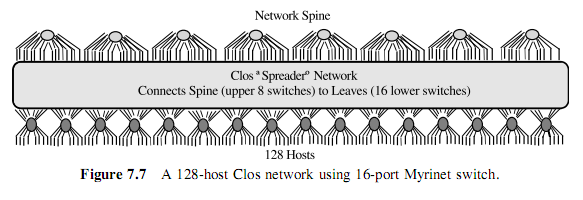 Network Spine
Clos ª Spreaderº Network
Connects Spine (upper 8 switches) to Leaves (16 lower switches)
128 Hosts
Figure 7.7 A 128-host Clos network using 16-port Myrinet switch.